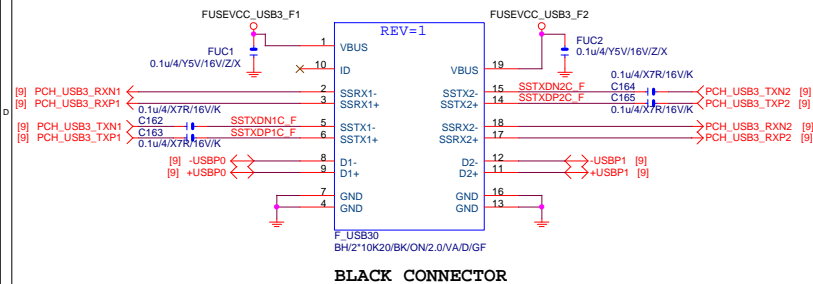 FUSEVCC_USB3_F1
FUSEVCC_USB3_F2
REV=1
FUC1
0.1u/4/Y5V/16V/Z/X
1 VBUS
10 ID
VBUS 19
FUC2
0.1u/4/Y5V/16V/Z/X
[9] PCH_USB3_RXN1 2 SSRX1-
[9] PCH_USB3_RXP1 3 SSRX1+
SSTX2- 15 SSTXDN2C_F C164 0.1u/4/X7R/16V/K PCH_USB3_TXN2 [9]
SSTX2+ 14 SSTXDP2C_F C165 0.1u/4/X7R/16V/K PCH_USB3_TXP2 [9]
D
0.1u/4/X7R/16V/K
[9] PCH_USB3_TXN1 C162 SSTXDN1C_F 5 SSTX1-
[9] PCH_USB3_TXP1 C163 SSTXDP1C_F 6 SSTX1+
0.1u/4/X7R/16V/K
SSRX2- 18 PCH_USB3_RXN2 [9]
SSRX2+ 17 PCH_USB3_RXP2 [9]
[9] -USBP0 8 D1-
[9] +USBP0 9 D1+
D2- 12 -USBP1 [9]
D2+ 11 +USBP1 [9]
7 GND
4 GND
GND 16
GND 13
F_USB30
BH/2*10K20/BK/ON/2.0/VA/D/GF
BLACK CONNECTOR